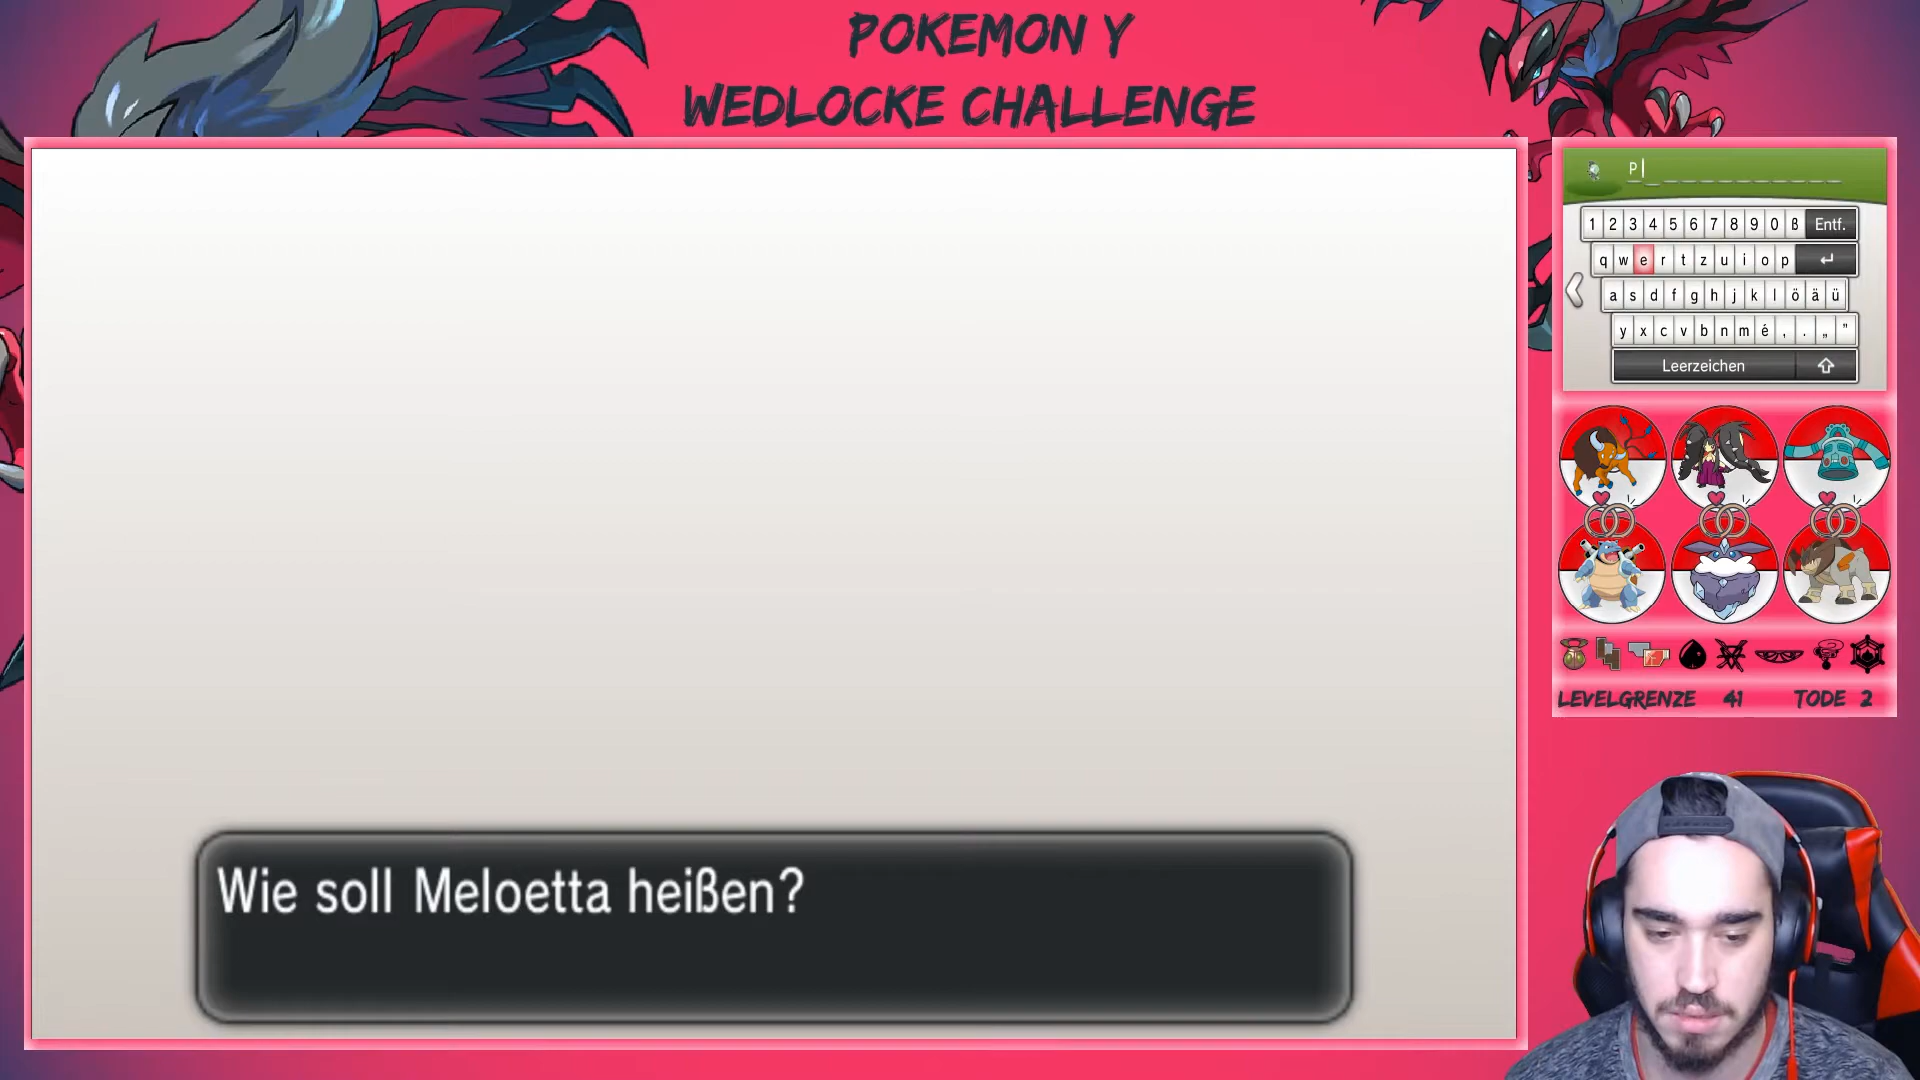 POKEMON Y
WEDLOCKE CHALLENGE
P
1 2 3 4 5 6 7 8 9 0 ß Entf.
q w e r t z u i o p
a s d f g h j k l ö ä ü
y x c v b n m é , . „ ”
Leerzeichen
LEVELGRENZE 41 TODE 2
Wie soll Meloetta heißen?